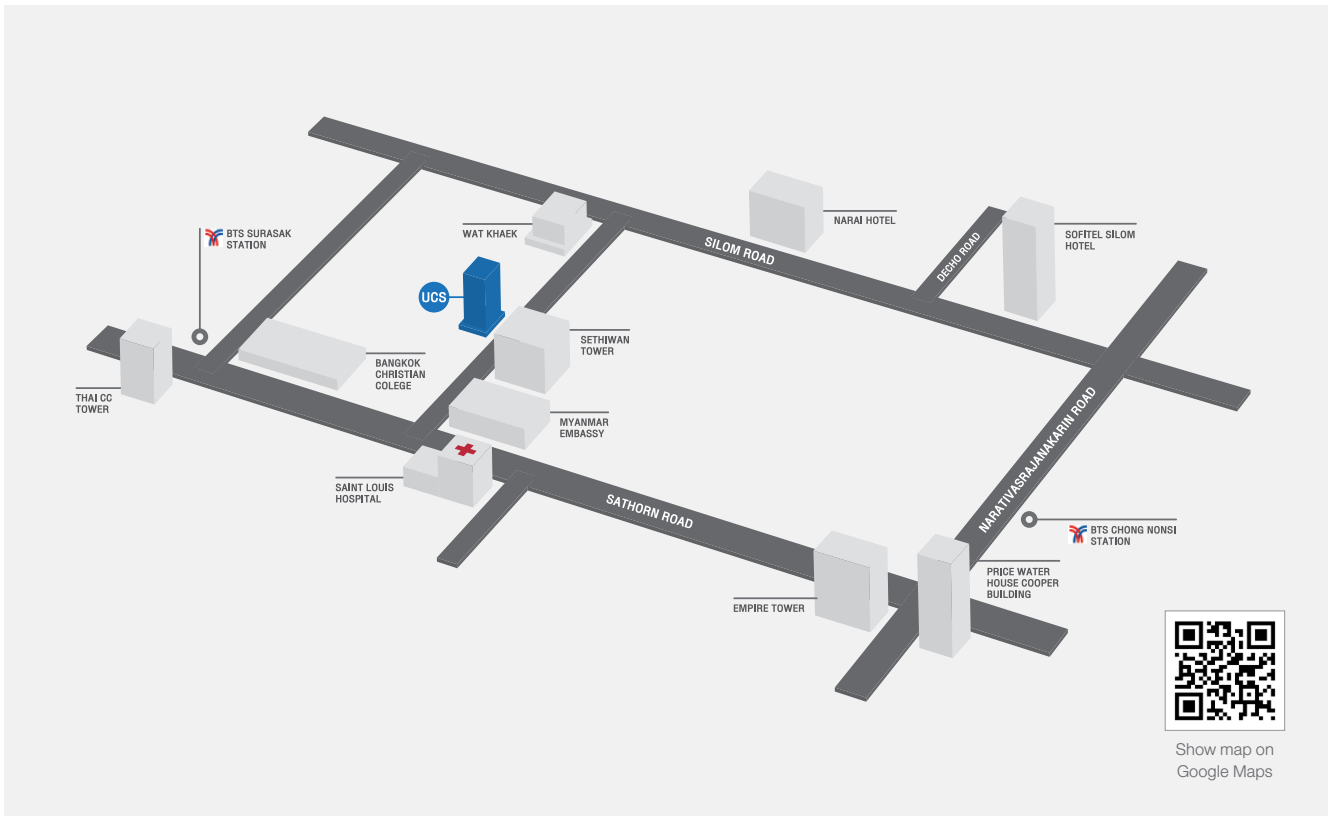 NARAI HOTEL
WAT KHAEK
SILOM ROAD
DECHO ROAD
SOFITEL SILOM
HOTEL
BTS SURASAK
STATION
UCS
SETHIWAN
TOWER
BANGKOK
CHRISTIAN
COLEGE
THAI CC
TOWER
MYANMAR
EMBASSY
SAINT LOUIS
HOSPITAL
SATHORN ROAD
NARATIVASRAJANAKARIN ROAD
BTS CHONG NONSI
STATION
PRICE WATER
HOUSE COOPER
BUILDING
EMPIRE TOWER
Show map on
Google Maps